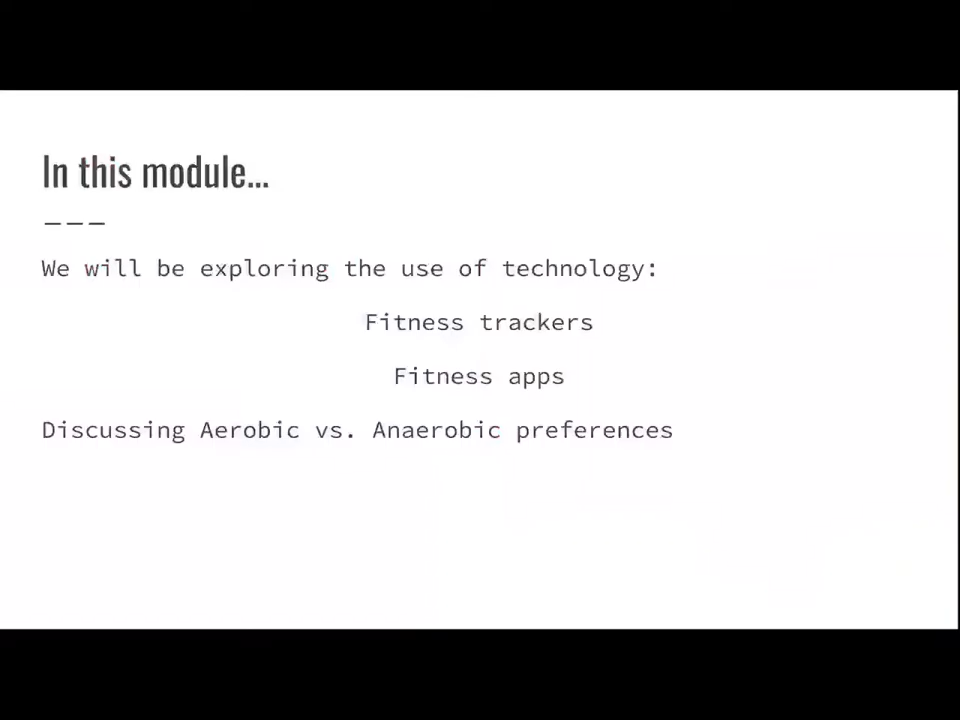 In this module...
We will be exploring the use of technology:
Fitness trackers
Fitness apps
Discussing Aerobic vs. Anaerobic preferences